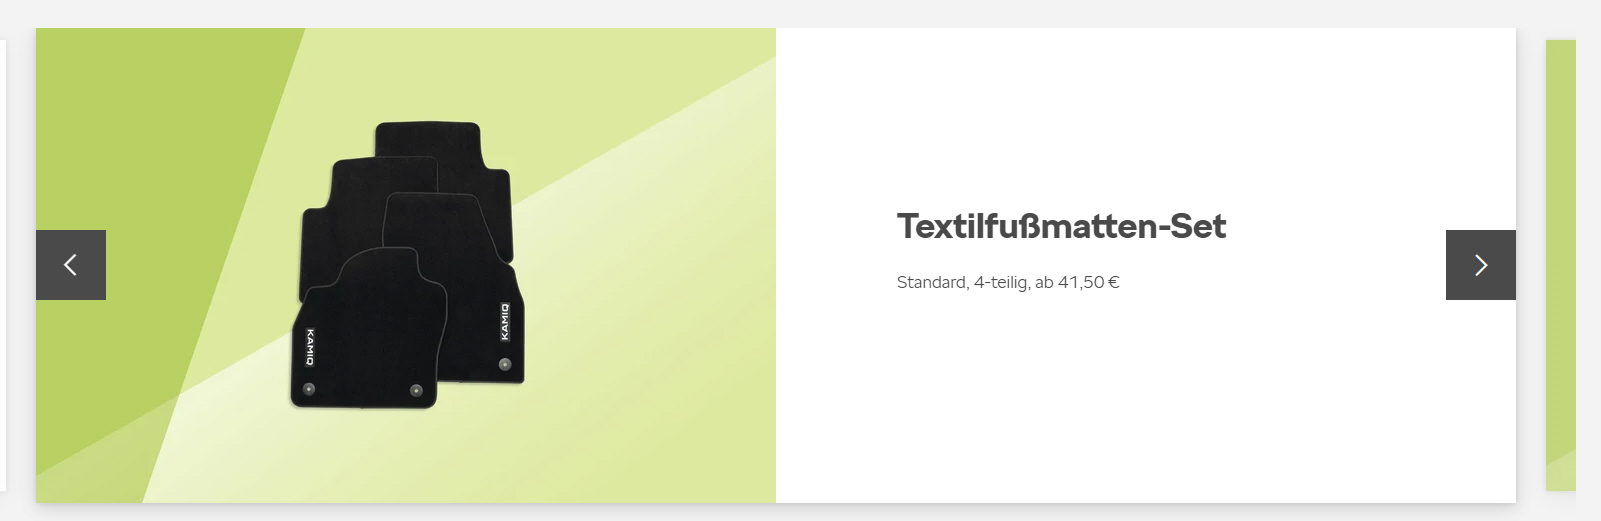 KAMIQ
KAMIQ
Textilfußmatten-Set
Standard, 4-teilig, ab 41,50 €